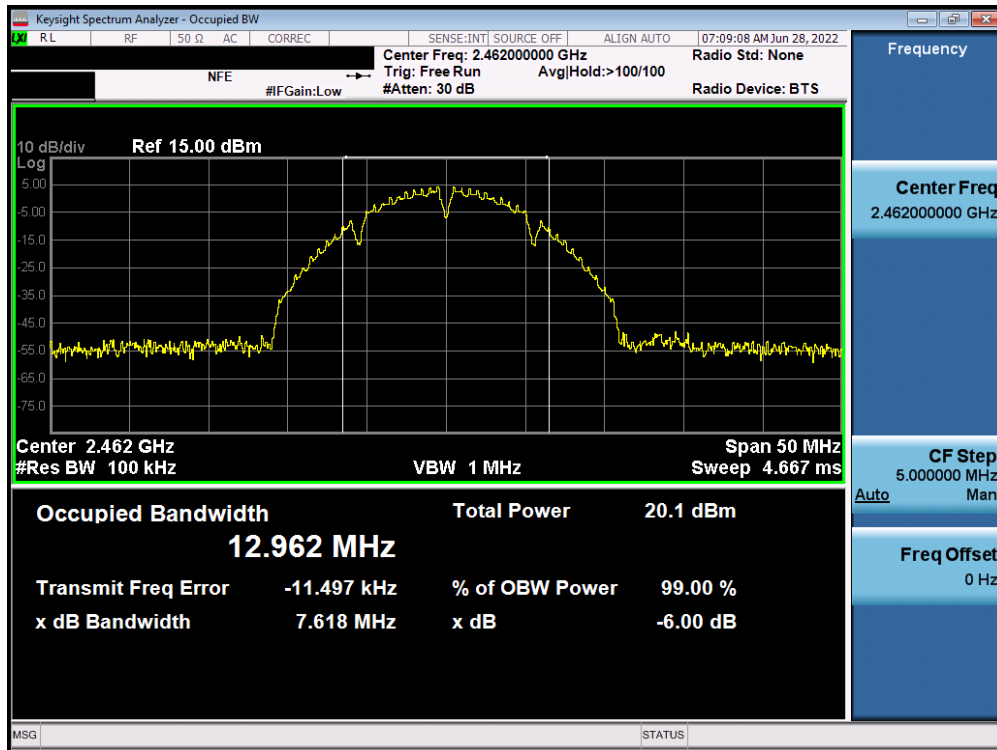 Keysight Spectrum Analyzer - Occupied BW
LXI RL RF 50 Ω AC CORREC SENSE:INT SOURCE OFF ALIGN AUTO 07:09:08 AM Jun 28, 2022
Center Freq: 2.462000000 GHz Radio Std: None
NFE Trig: Free Run Avg|Hold:>100/100
#IFGain:Low #Atten: 30 dB Radio Device: BTS
Frequency
10 dB/div Ref 15.00 dBm
Log
5.00
-5.00
-15.0
-25.0
-35.0
-45.0
-55.0
-65.0
-75.0
Center 2.462 GHz Span 50 MHz
#Res BW 100 kHz VBW 1 MHz Sweep 4.667 ms
Occupied Bandwidth Total Power 20.1 dBm
12.962 MHz
Transmit Freq Error -11.497 kHz % of OBW Power 99.00 %
x dB Bandwidth 7.618 MHz x dB -6.00 dB
Center Freq
2.462000000 GHz
CF Step
5.000000 MHz
Auto Man
Freq Offset
0 Hz
MSG STATUS